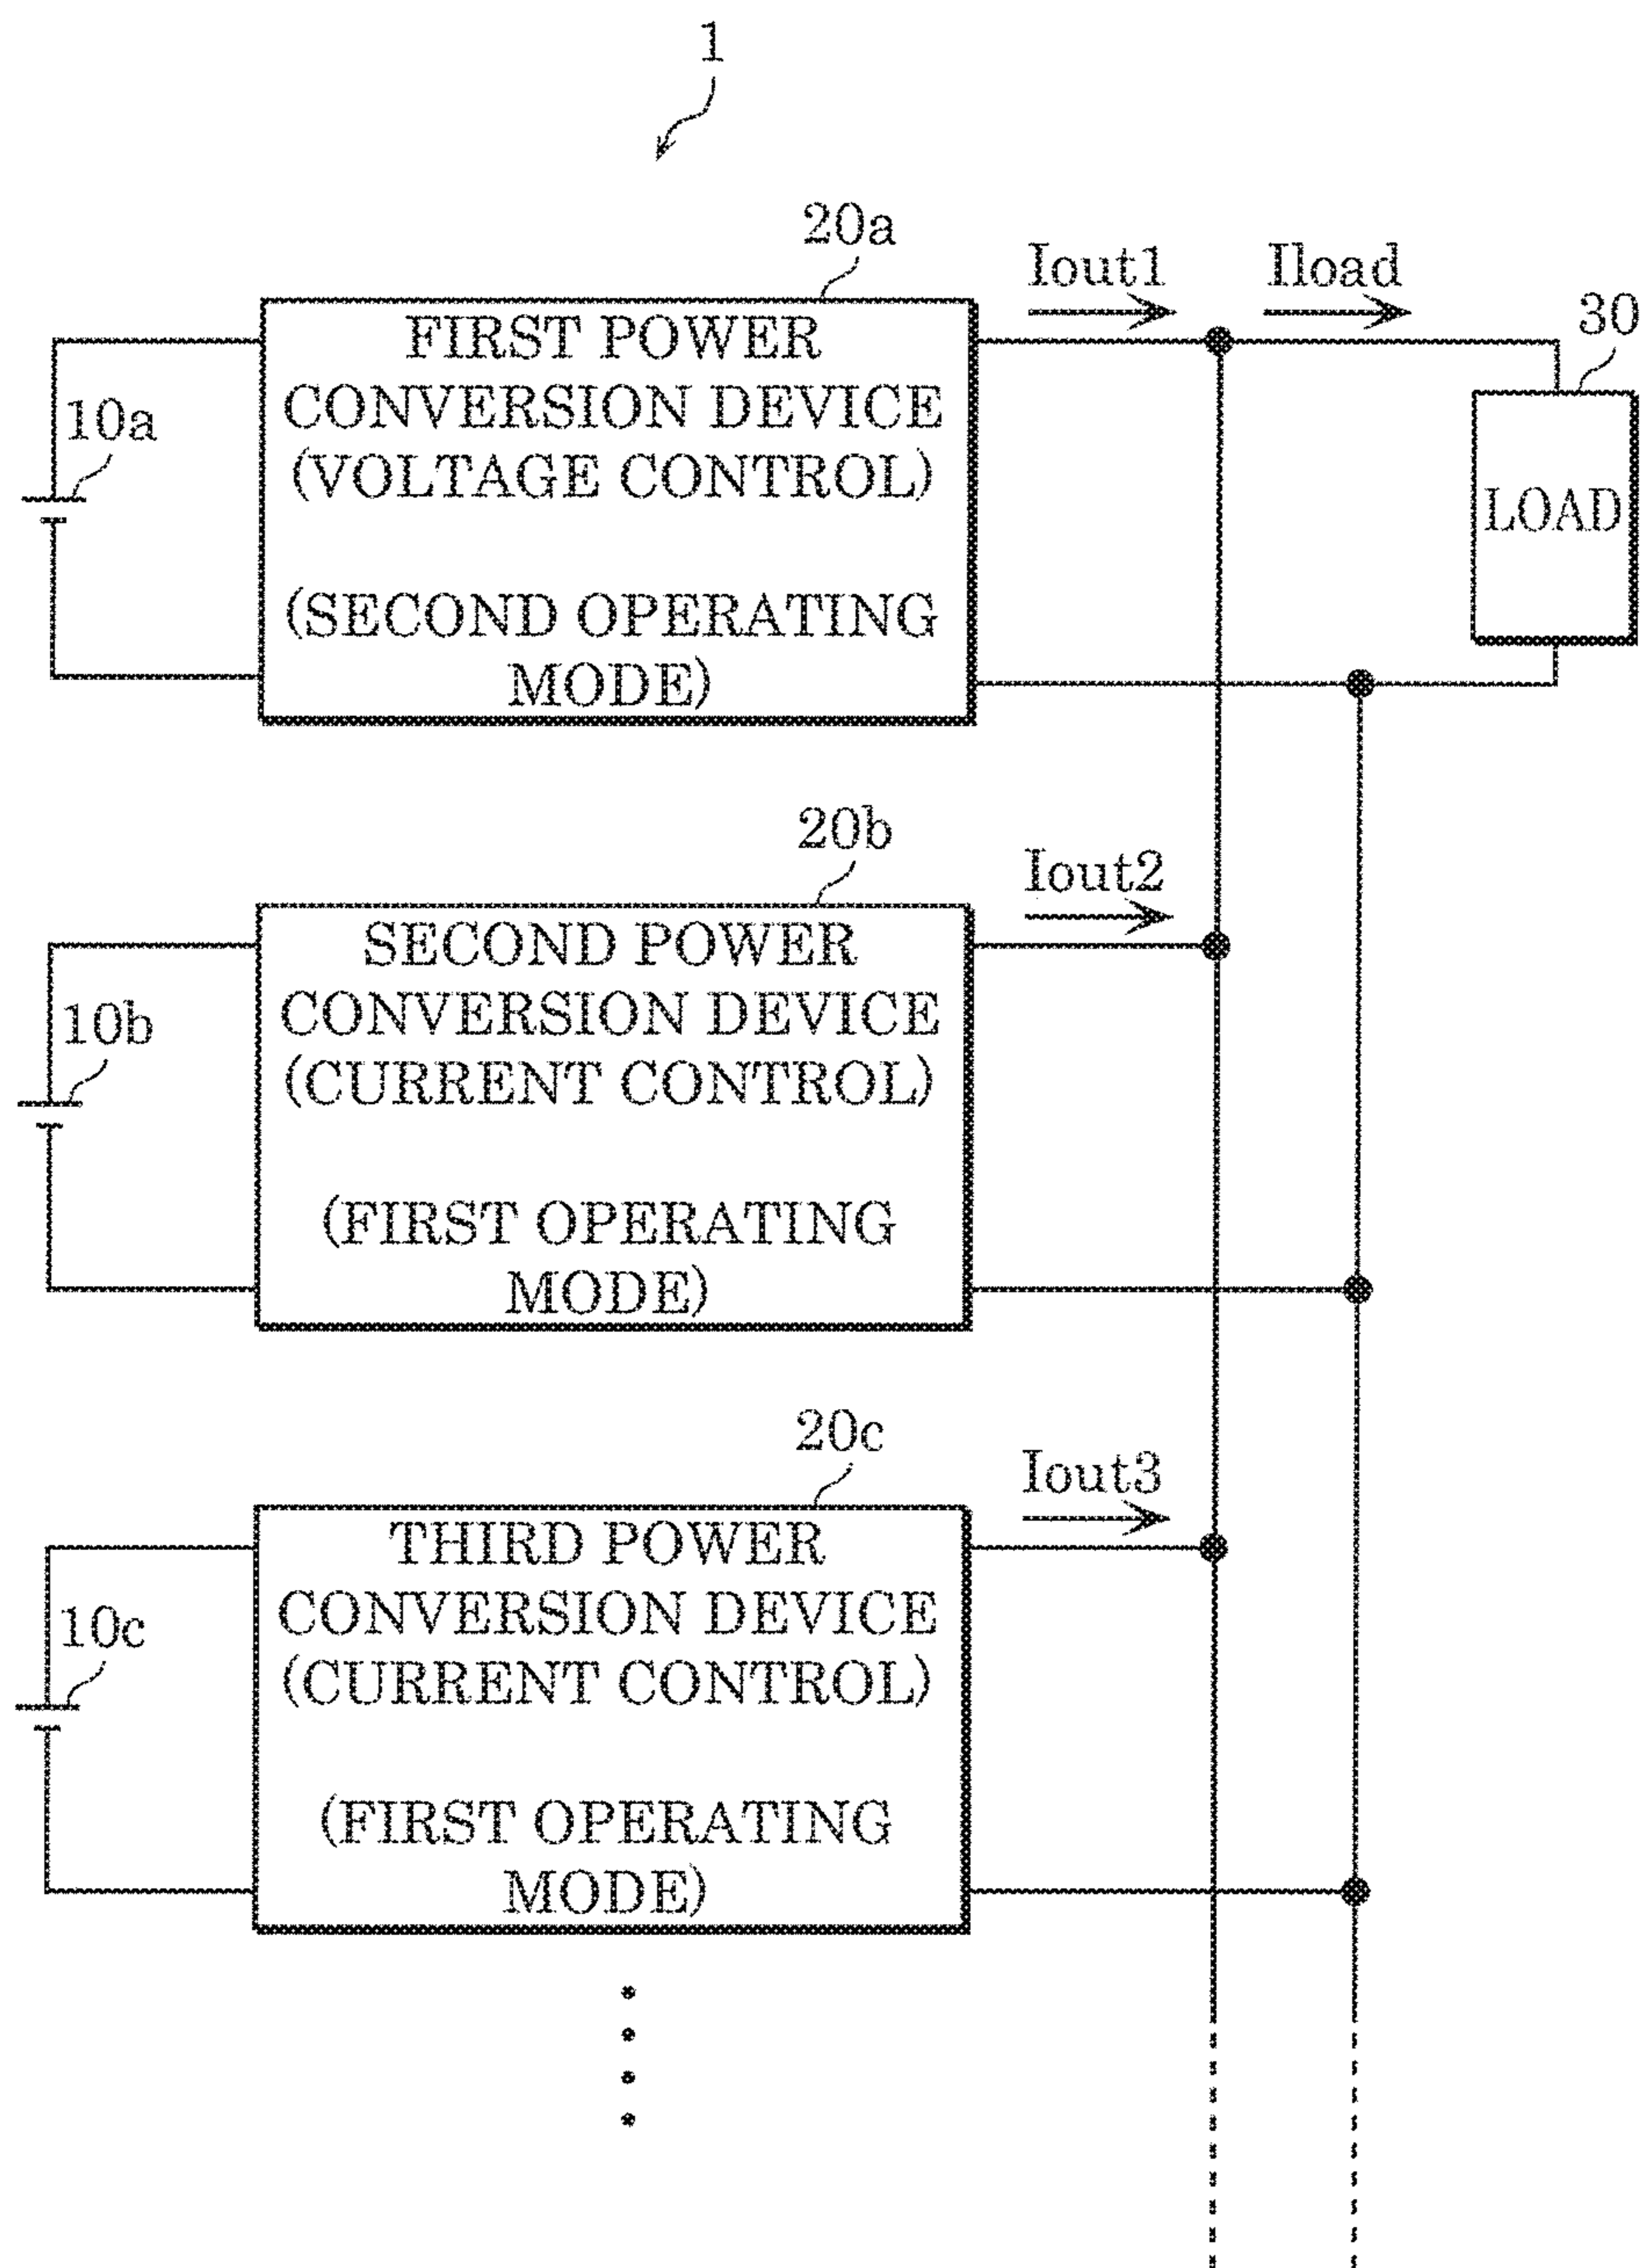 1
20a
Iout1
Iload
30
FIRST POWER
CONVERSION DEVICE
(VOLTAGE CONTROL)
(SECOND OPERATING
MODE)
10a
LOAD
20b
Iout2
SECOND POWER
CONVERSION DEVICE
(CURRENT CONTROL)
(FIRST OPERATING
MODE)
10b
20c
Iout3
THIRD POWER
CONVERSION DEVICE
(CURRENT CONTROL)
(FIRST OPERATING
MODE)
10c